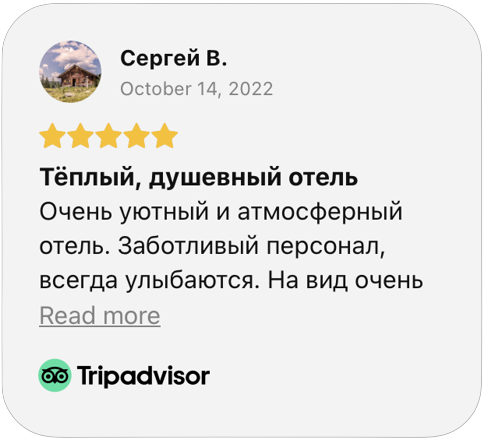 Сергей В.
October 14, 2022
Тёплый, душевный отель
Очень уютный и атмосферный
отель. Заботливый персонал,
всегда улыбаются. На вид очень
Read more
Tripadvisor